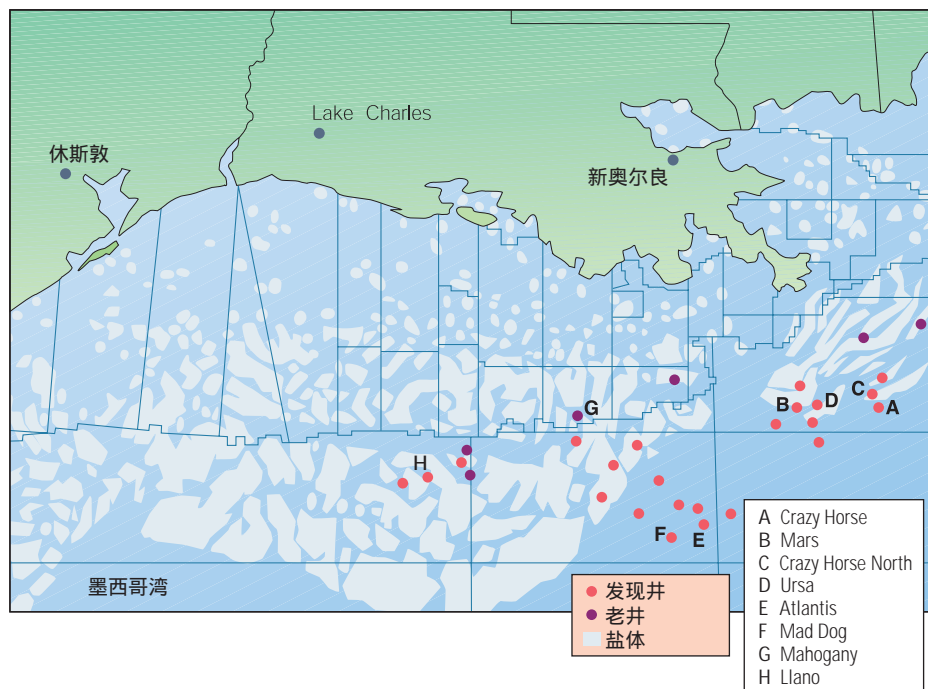 Lake Charles
休斯敦
新奥尔良
G
B
D
C
A
H
F
E
墨西哥湾
发现井
老井
盐体
A Crazy Horse
B Mars
C Crazy Horse North
D Ursa
E Atlantis
F Mad Dog
G Mahogany
H Llano